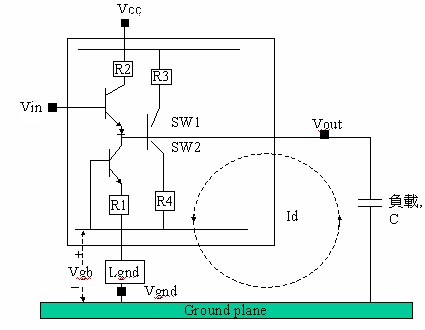 Vcc
R2
R3
Vin
SW1
Vout
SW2
R1
R4
Id
負載,
C
+
Vgb
Lgnd
−
Vgnd
Ground plane